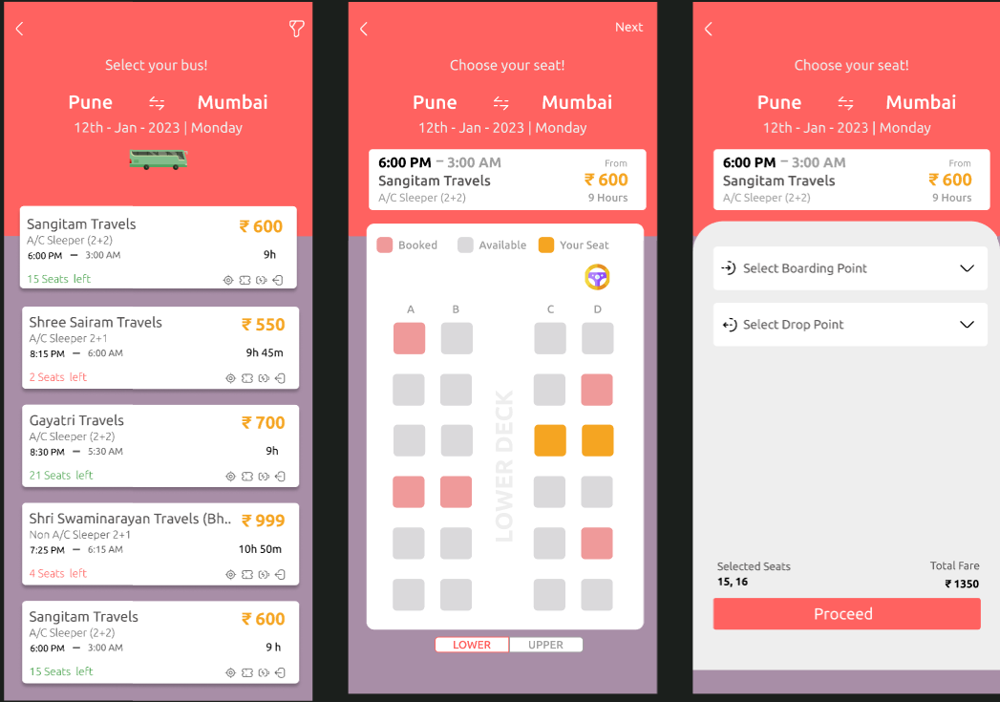 Select your bus!
Pune Mumbai
12th - Jan - 2023 | Monday
Sangitam Travels ₹ 600
A/C Sleeper (2+2)
6:00 PM — 3:00 AM 9h
15 Seats left
Shree Sairam Travels ₹ 550
A/C Sleeper 2+1
8:15 PM — 6:00 AM 9h 45m
2 Seats left
Gayatri Travels ₹ 700
A/C Sleeper (2+2)
8:30 PM — 5:30 AM 9h
21 Seats left
Shri Swaminarayan Travels (Bh.. ₹ 999
Non A/C Sleeper 2+1
7:25 PM — 6:15 AM 10h 50m
4 Seats left
Sangitam Travels ₹ 600
A/C Sleeper (2+2)
6:00 PM — 3:00 AM 9 h
15 Seats left
Next
Choose your seat!
Pune Mumbai
12th - Jan - 2023 | Monday
6:00 PM – 3:00 AM From
Sangitam Travels ₹ 600
A/C Sleeper (2+2) 9 Hours
Booked Available Your Seat
A B C D
LOWER DECK
LOWER UPPER
Choose your seat!
Pune Mumbai
12th - Jan - 2023 | Monday
6:00 PM – 3:00 AM From
Sangitam Travels ₹ 600
A/C Sleeper (2+2) 9 Hours
Select Boarding Point
Select Drop Point
Selected Seats Total Fare
15, 16 ₹ 1350
Proceed